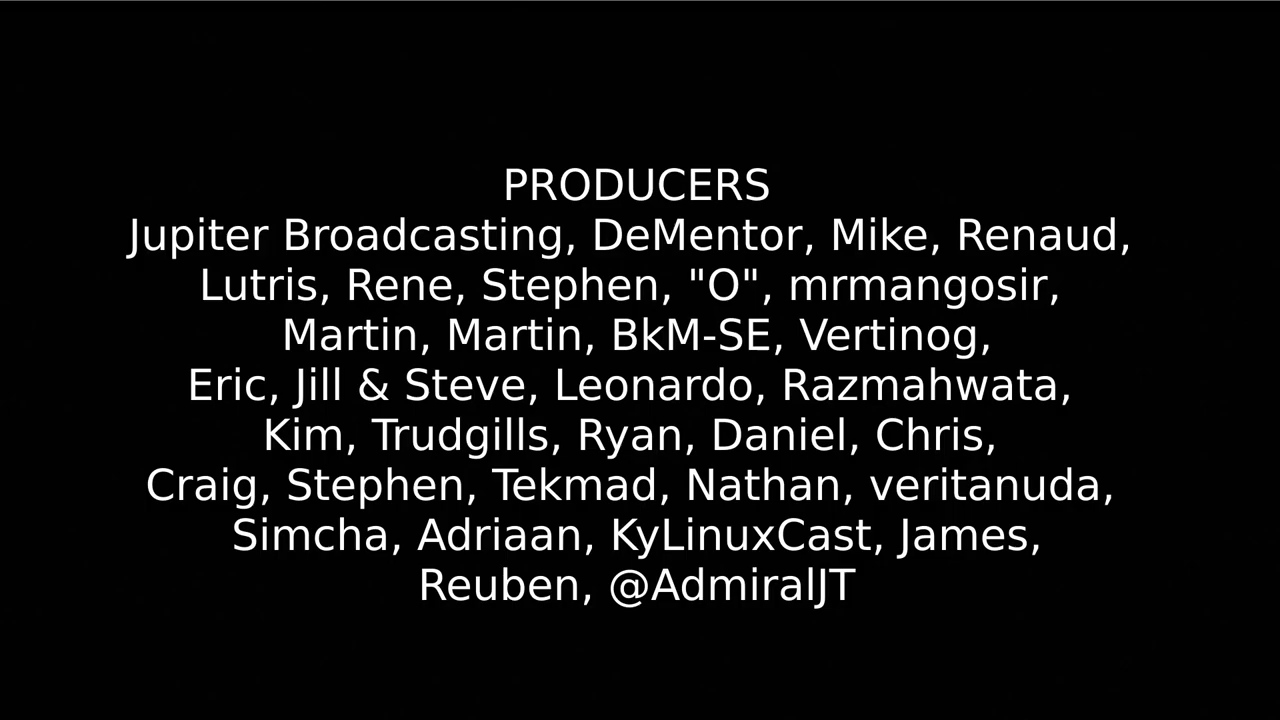 PRODUCERS
Jupiter Broadcasting, DeMentor, Mike, Renaud,
Lutris, Rene, Stephen, "O", mrmangosir,
Martin, Martin, BkM-SE, Vertinog,
Eric, Jill & Steve, Leonardo, Razmahwata,
Kim, Trudgills, Ryan, Daniel, Chris,
Craig, Stephen, Tekmad, Nathan, veritanuda,
Simcha, Adriaan, KyLinuxCast, James,
Reuben, @AdmiralJT